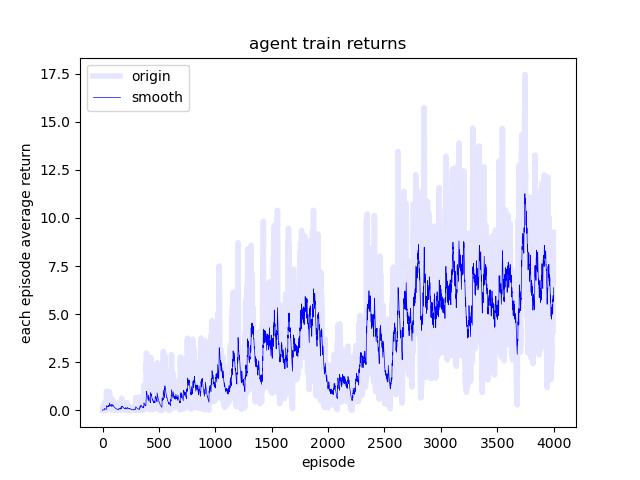 agent train returns
origin
smooth
each episode average return
17.5
15.0
12.5
10.0
7.5
5.0
2.5
0.0
0 500 1000 1500 2000 2500 3000 3500 4000
episode